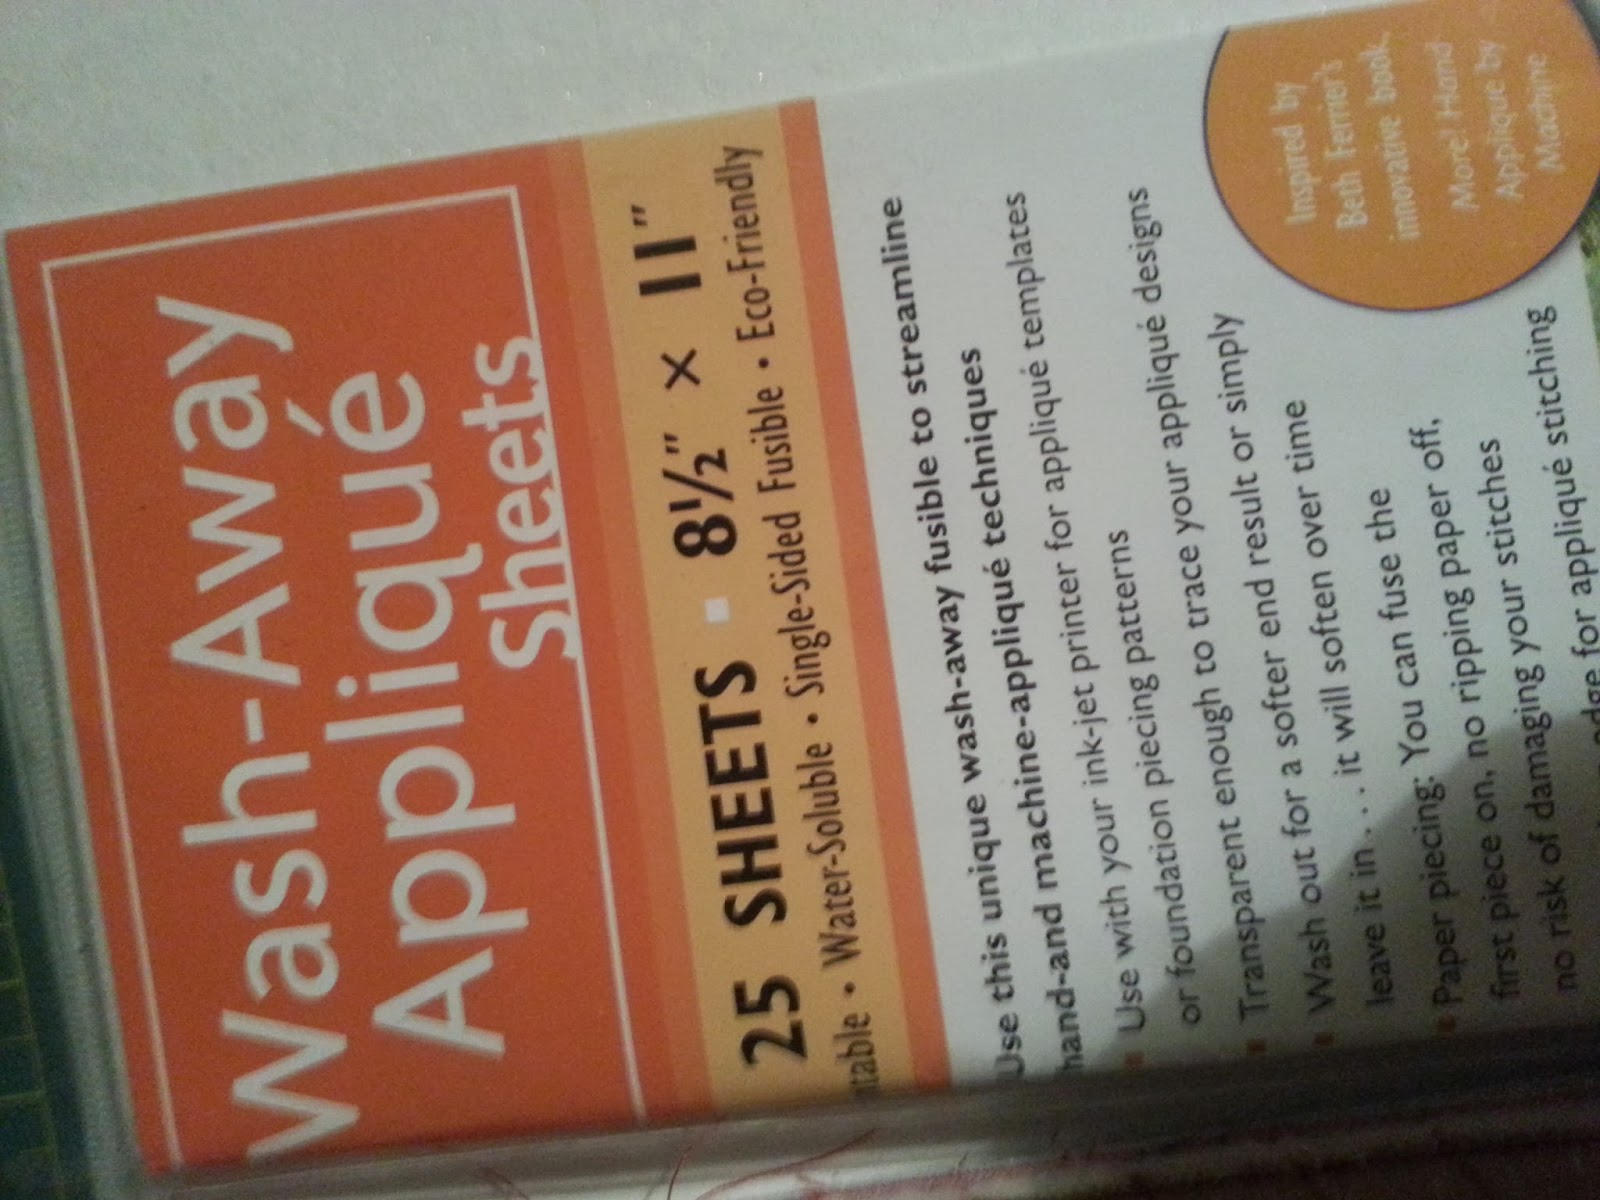 Wash-Away
Appliqué
Sheets
25 SHEETS ▪ 8½" × 11"
• Water-Soluble • Single-Sided Fusible • Eco-Friendly
Use this unique wash-away fusible to streamline
hand-and machine-appliqué techniques
▪ Use with your ink-jet printer for appliqué templates
or foundation piecing patterns
▪ Transparent enough to trace your appliqué designs
▪ Wash out for a softer end result or simply
leave it in . . . it will soften over time
▪ Paper piecing: You can fuse the
first piece on, no ripping paper off,
no risk of damaging your stitches
for appliqué stitching
Inspired by
Beth Ferrier's
innovative book,
More! Hand
Applique by
Machine